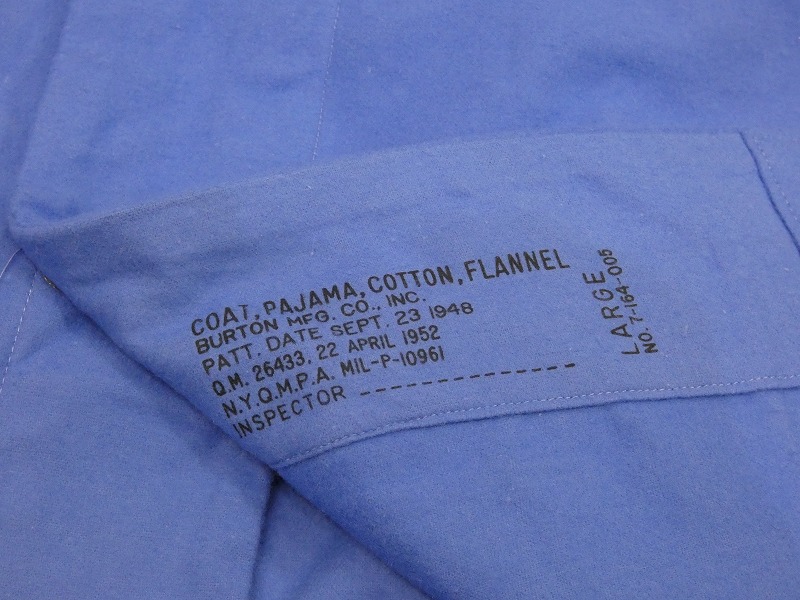 COAT, PAJAMA, COTTON, FLANNEL
BURTON MFG. CO., INC.
PATT. DATE SEPT. 23 1948
Q.M. 26433, 22 APRIL 1952
N.Y.Q.M.P.A. MIL-P-10961
INSPECTOR -------------
LARGE
NO. 7-164-005